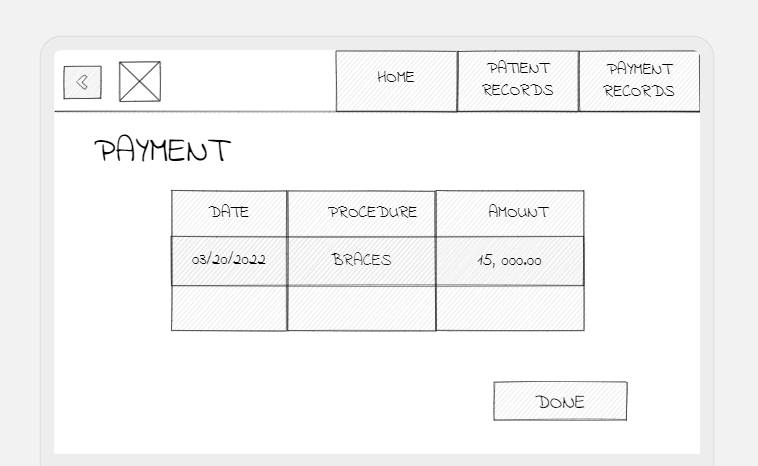 HOME
PATIENT
RECORDS
PAYMENT
RECORDS
PAYMENT
DATE PROCEDURE AMOUNT
03/20/2022 BRACES 15, 000.00
DONE